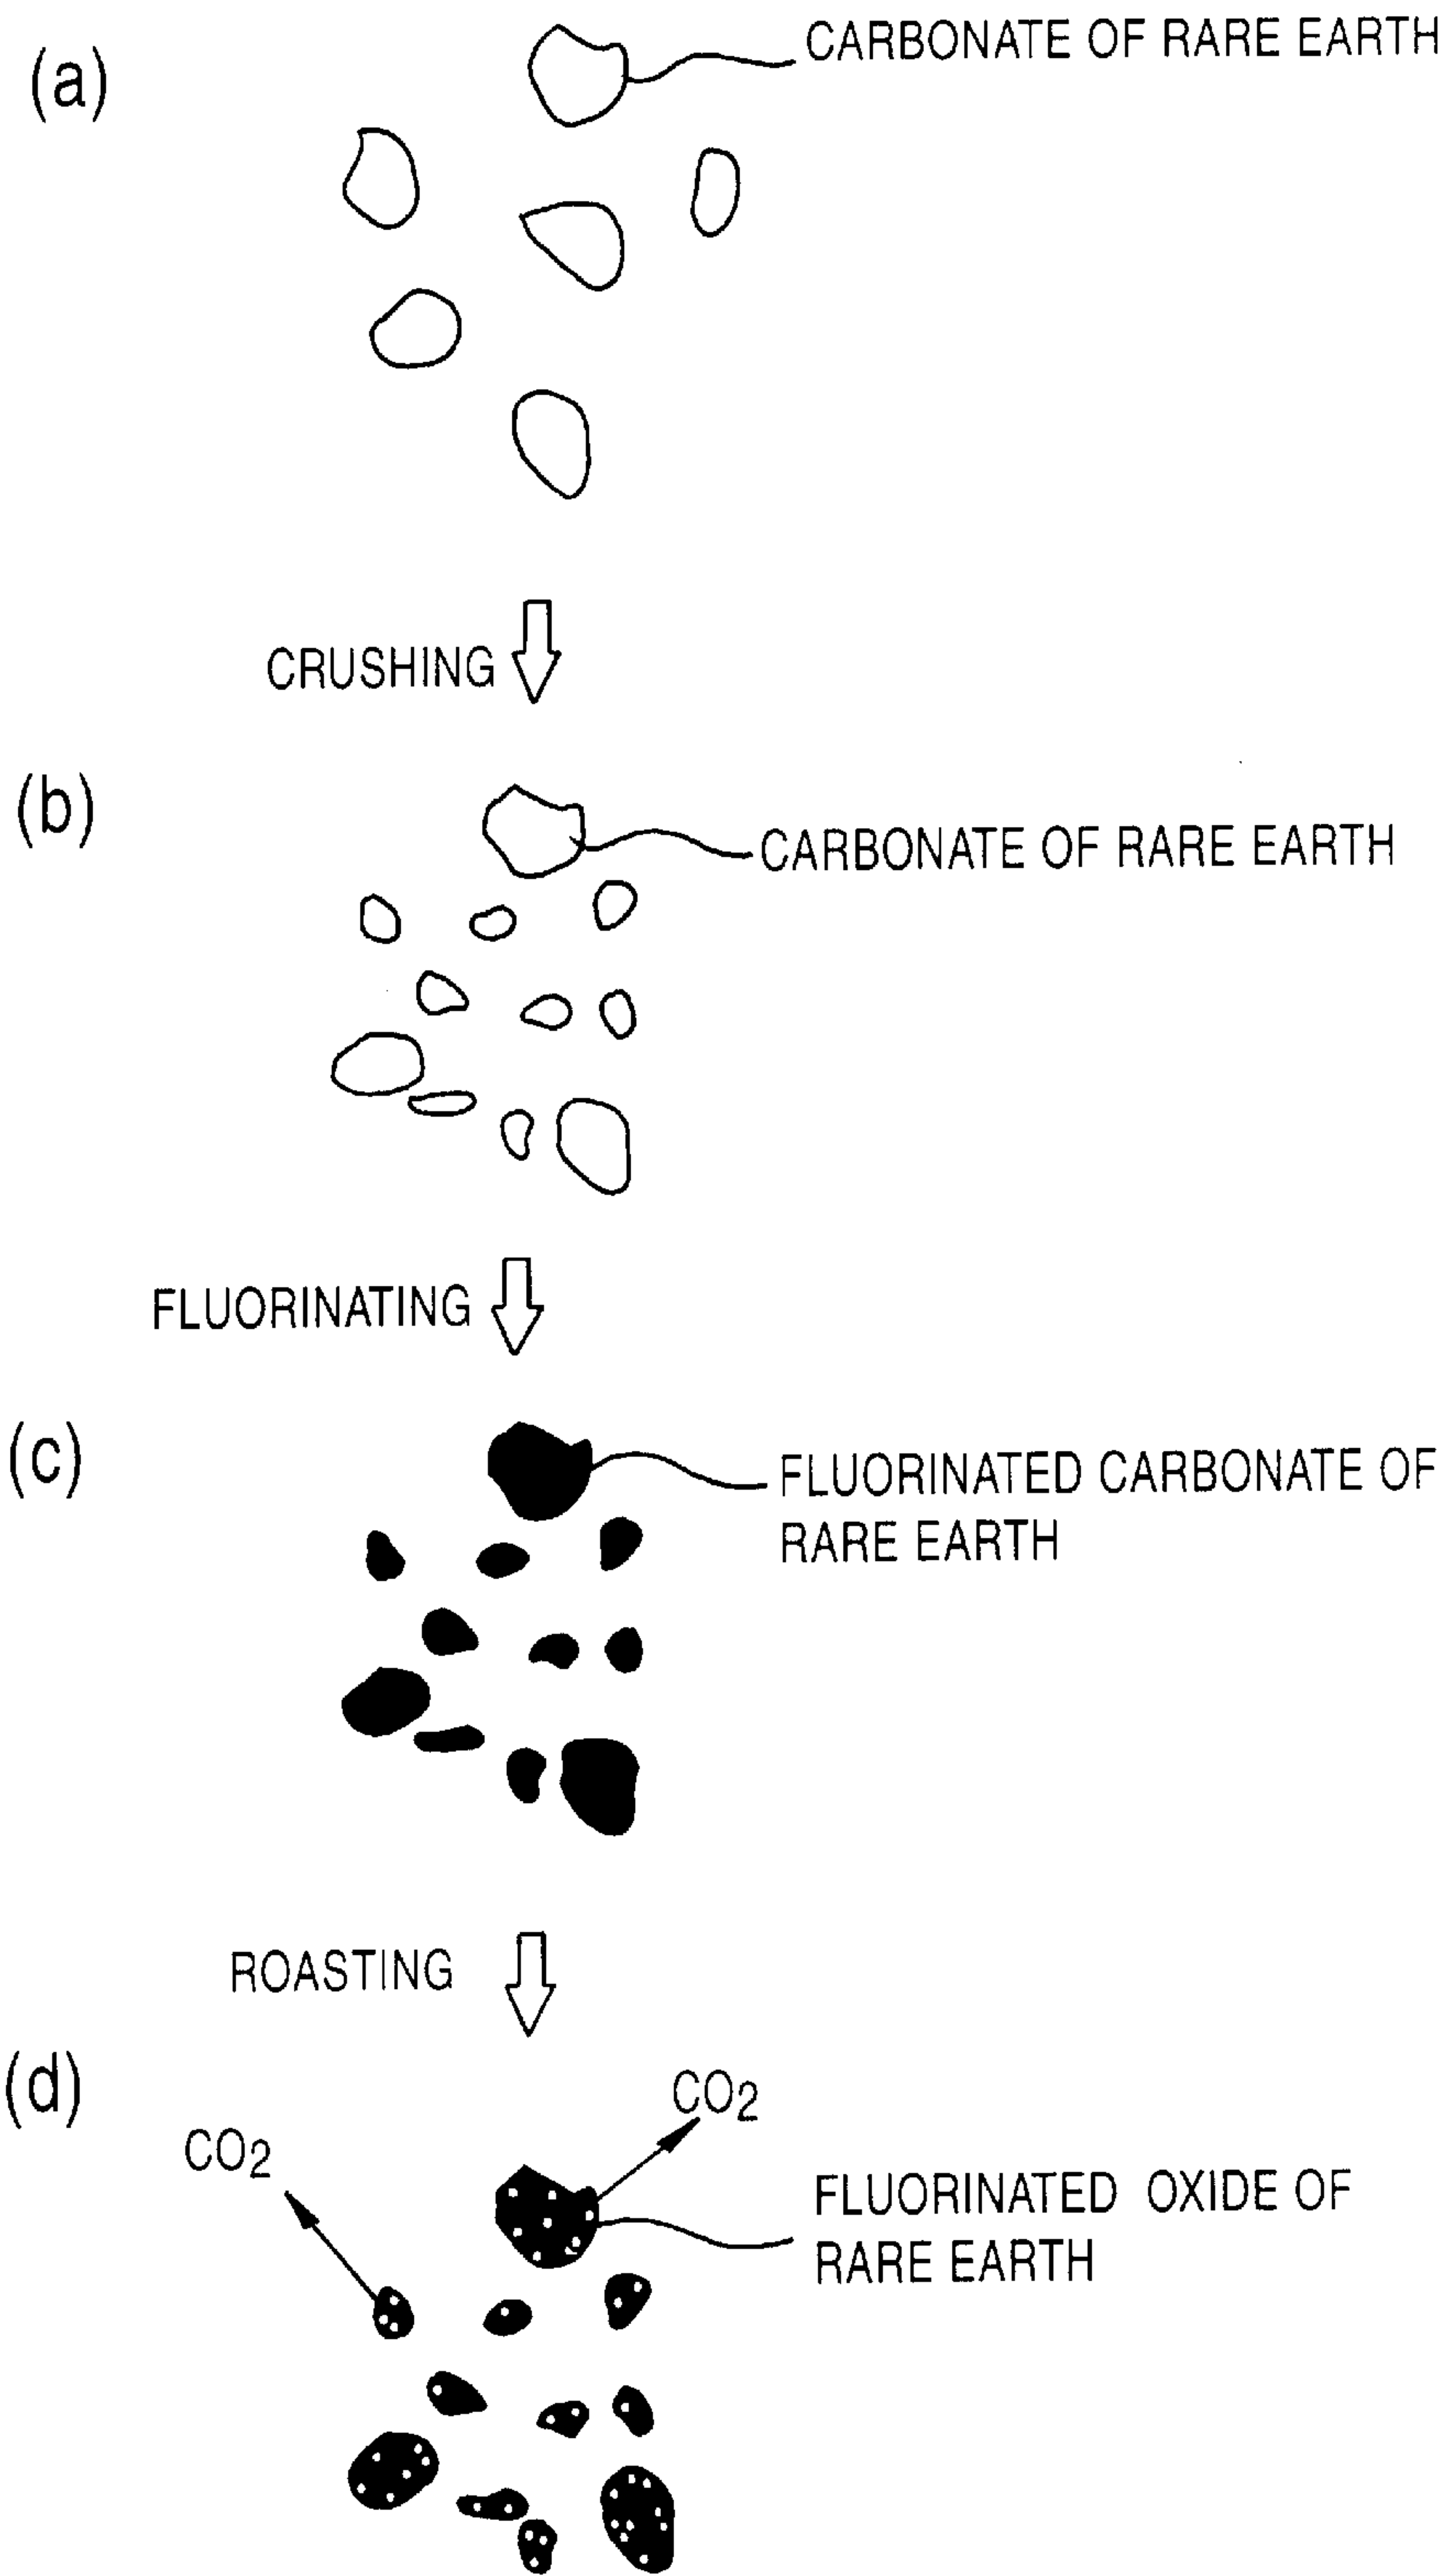 (a)
CARBONATE OF RARE EARTH
CRUSHING
(b)
CARBONATE OF RARE EARTH
FLUORINATING
(c)
FLUORINATED CARBONATE OF
RARE EARTH
ROASTING
(d)
CO2
CO2
FLUORINATED OXIDE OF
RARE EARTH